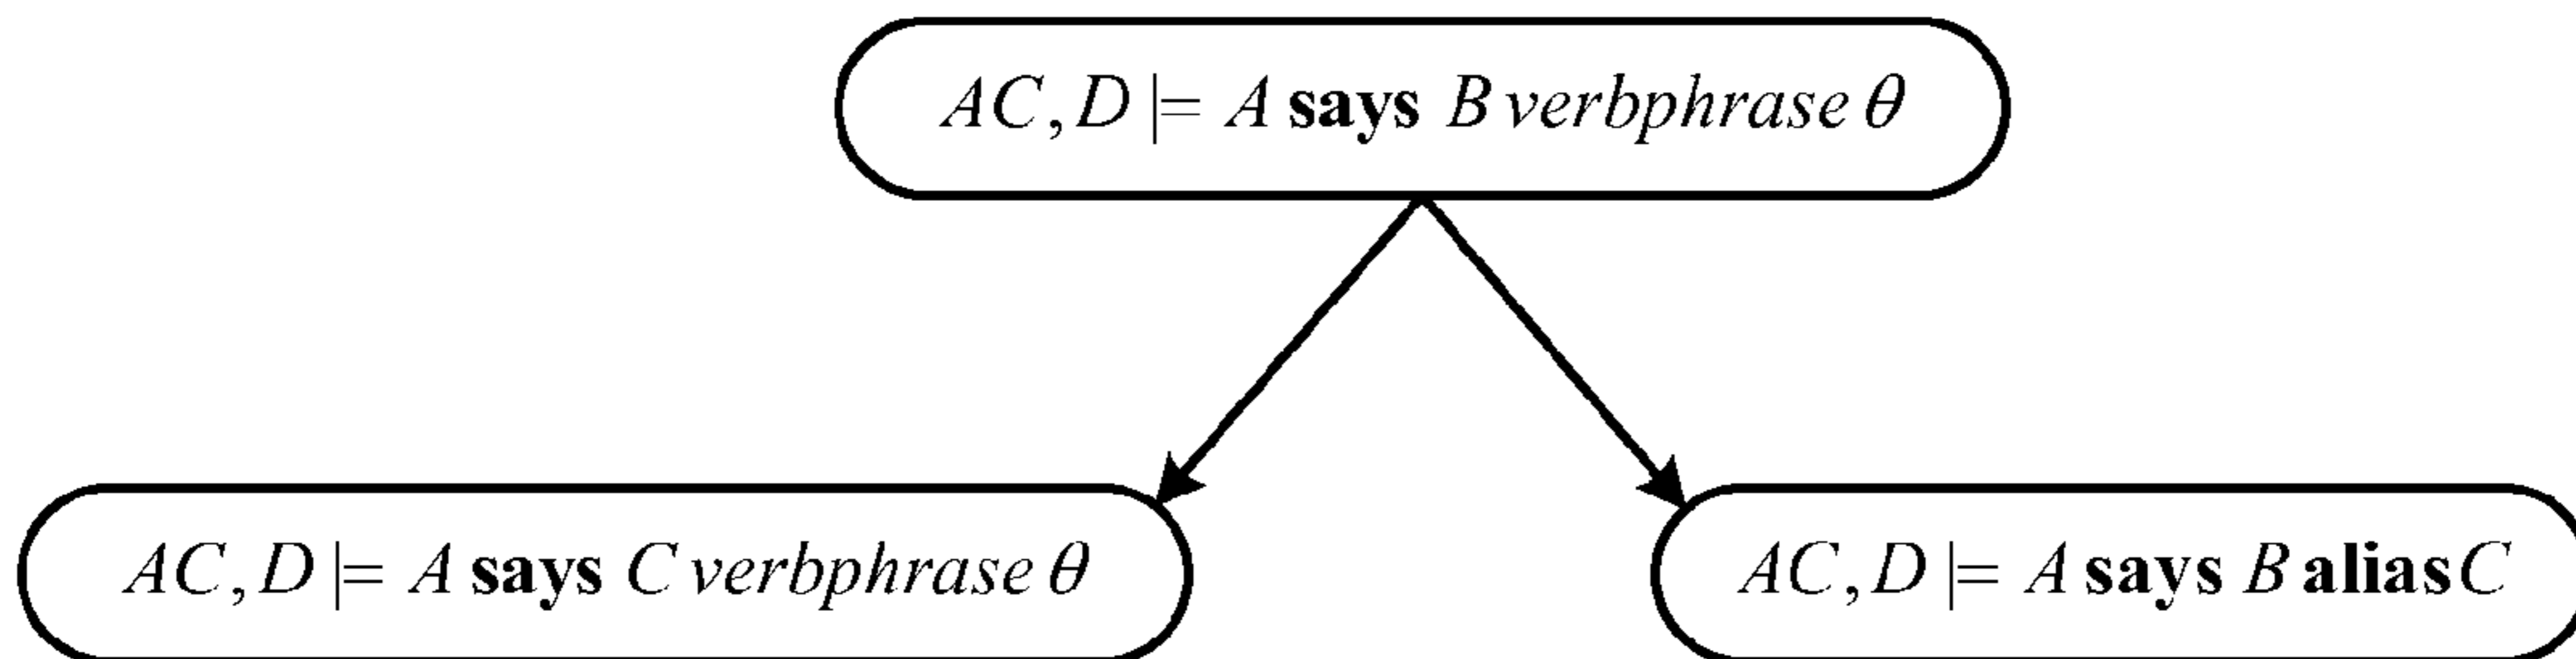 AC, D |= A says B verbphrase θ
AC, D |= A says C verbphrase θ
AC, D |= A says B alias C